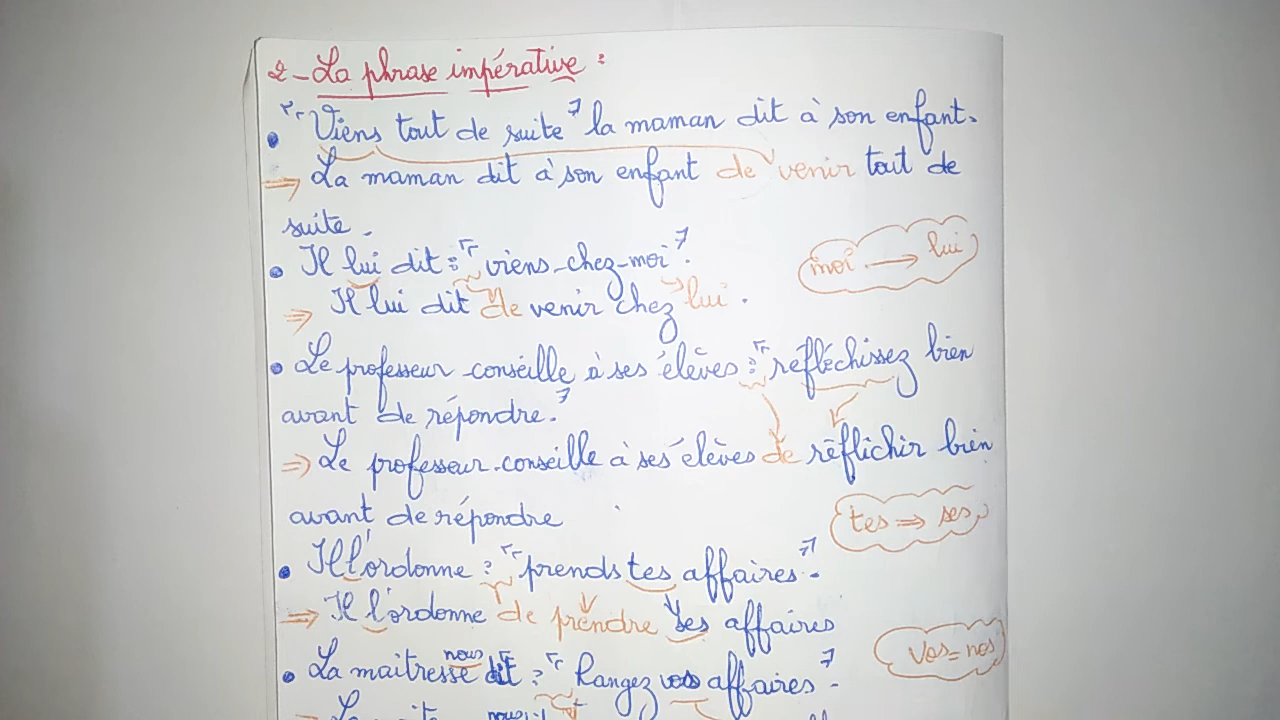 2 - La phrase impérative :
• " Viens tout de suite " la maman dit à son enfant.
⇒ La maman dit à son enfant de venir tout de
suite.
• Il lui dit : " viens-chez-moi ".
moi → lui
⇒ Il lui dit de venir chez lui.
• Le professeur conseille à ses élèves : " réfléchissez bien
avant de répondre. "
⇒ Le professeur conseille à ses élèves de réflichir bien
avant de répondre
tes ⇒ ses
• Il l'ordonne : " prends tes affaires " .
⇒ Il l'ordonne de prendre ses affaires
vos = nos
• La maitresse nous dit : " Rangez vos affaires " .